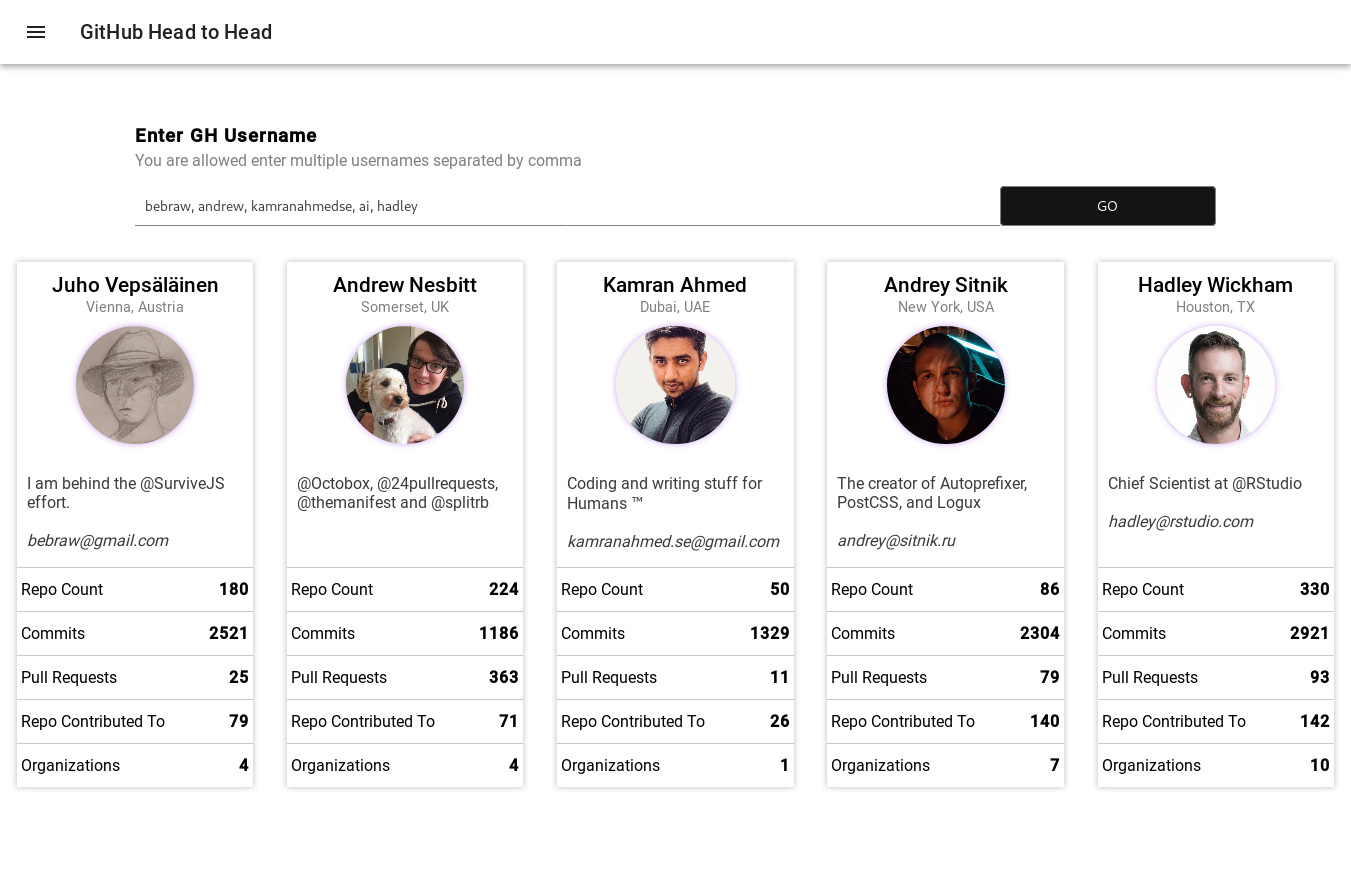 GitHub Head to Head
Enter GH Username
You are allowed enter multiple usernames separated by comma
bebraw, andrew, kamranahmedse, ai, hadley
GO
Juho Vepsäläinen
Vienna, Austria
I am behind the @SurviveJS
effort.
bebraw@gmail.com
Repo Count 180
Commits 2521
Pull Requests 25
Repo Contributed To 79
Organizations 4
Andrew Nesbitt
Somerset, UK
@Octobox, @24pullrequests,
@themanifest and @splitrb
Repo Count 224
Commits 1186
Pull Requests 363
Repo Contributed To 71
Organizations 4
Kamran Ahmed
Dubai, UAE
Coding and writing stuff for
Humans ™
kamranahmed.se@gmail.com
Repo Count 50
Commits 1329
Pull Requests 11
Repo Contributed To 26
Organizations 1
Andrey Sitnik
New York, USA
The creator of Autoprefixer,
PostCSS, and Logux
andrey@sitnik.ru
Repo Count 86
Commits 2304
Pull Requests 79
Repo Contributed To 140
Organizations 7
Hadley Wickham
Houston, TX
Chief Scientist at @RStudio
hadley@rstudio.com
Repo Count 330
Commits 2921
Pull Requests 93
Repo Contributed To 142
Organizations 10